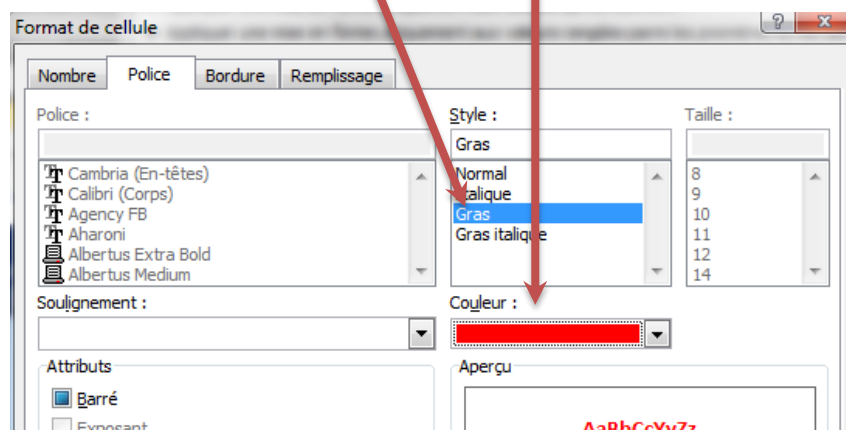 Format de cellule
Nombre Police Bordure Remplissage
Police : Style : Taille :
Gras
Cambria (En-têtes) Normal 8
Calibri (Corps) Italique 9
Agency FB Gras 10
Aharoni Gras italique 11
Albertus Extra Bold 12
Albertus Medium 14
Soulignement : Couleur :
Attributs Aperçu
Barré
Exposant AaBbCcYyZz